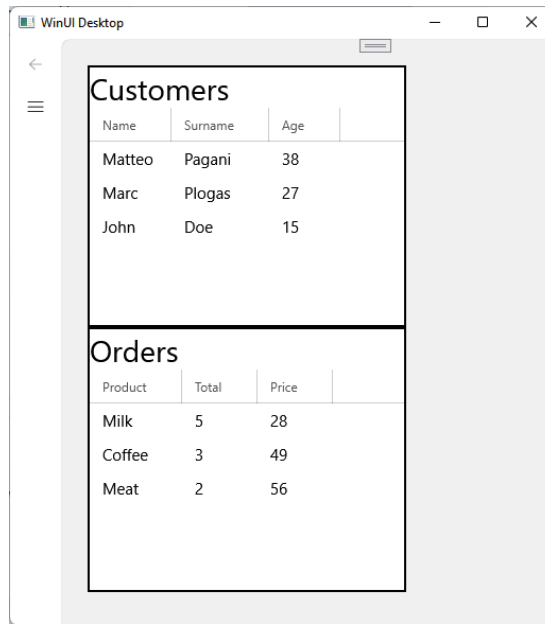 WinUI Desktop
Customers
Name Surname Age
Matteo Pagani 38
Marc Plogas 27
John Doe 15
Orders
Product Total Price
Milk 5 28
Coffee 3 49
Meat 2 56